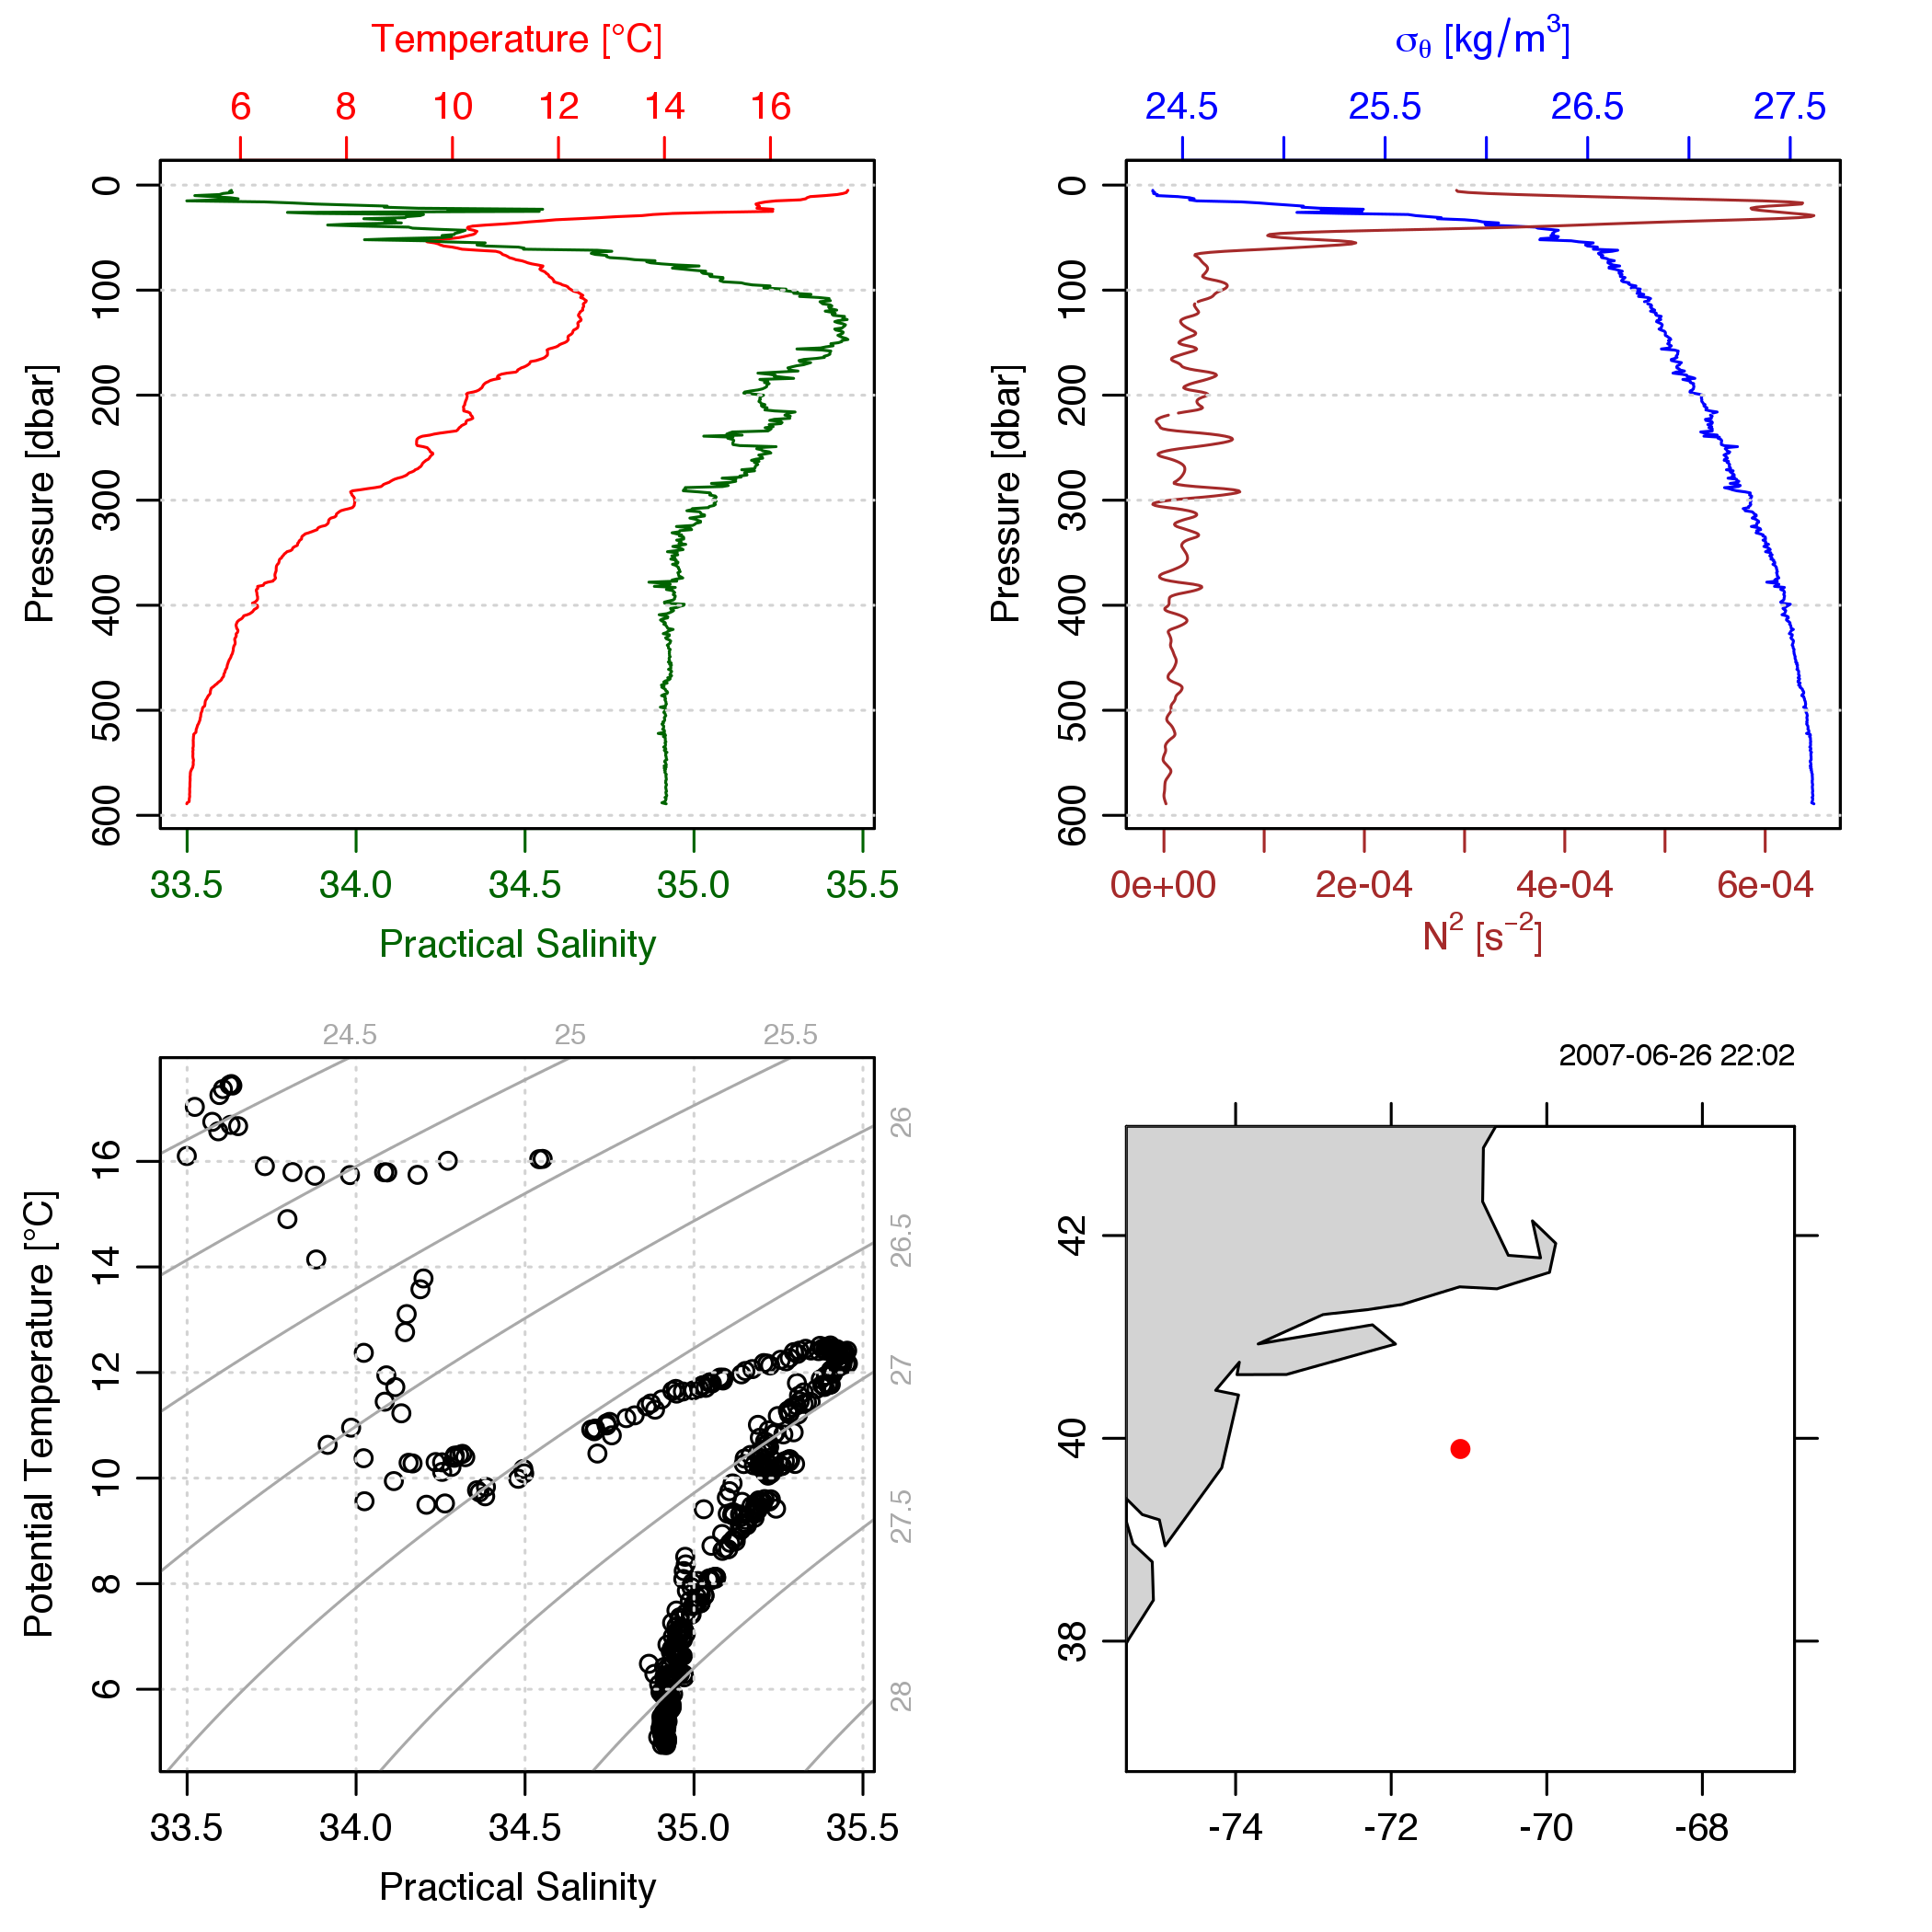 Temperature [°C]
6 8 10 12 14 16
0 100 200 300 400 500 600
Pressure [dbar]
33.5 34.0 34.5 35.0 35.5
Practical Salinity
σθ [kg/m³]
24.5 25.5 26.5 27.5
0 100 200 300 400 500 600
Pressure [dbar]
0e+00 2e-04 4e-04 6e-04
N² [s⁻²]
24.5 25 25.5
26
26.5
27
27.5
28
6 8 10 12 14 16
Potential Temperature [°C]
33.5 34.0 34.5 35.0 35.5
Practical Salinity
2007-06-26 22:02
38 40 42
-74 -72 -70 -68